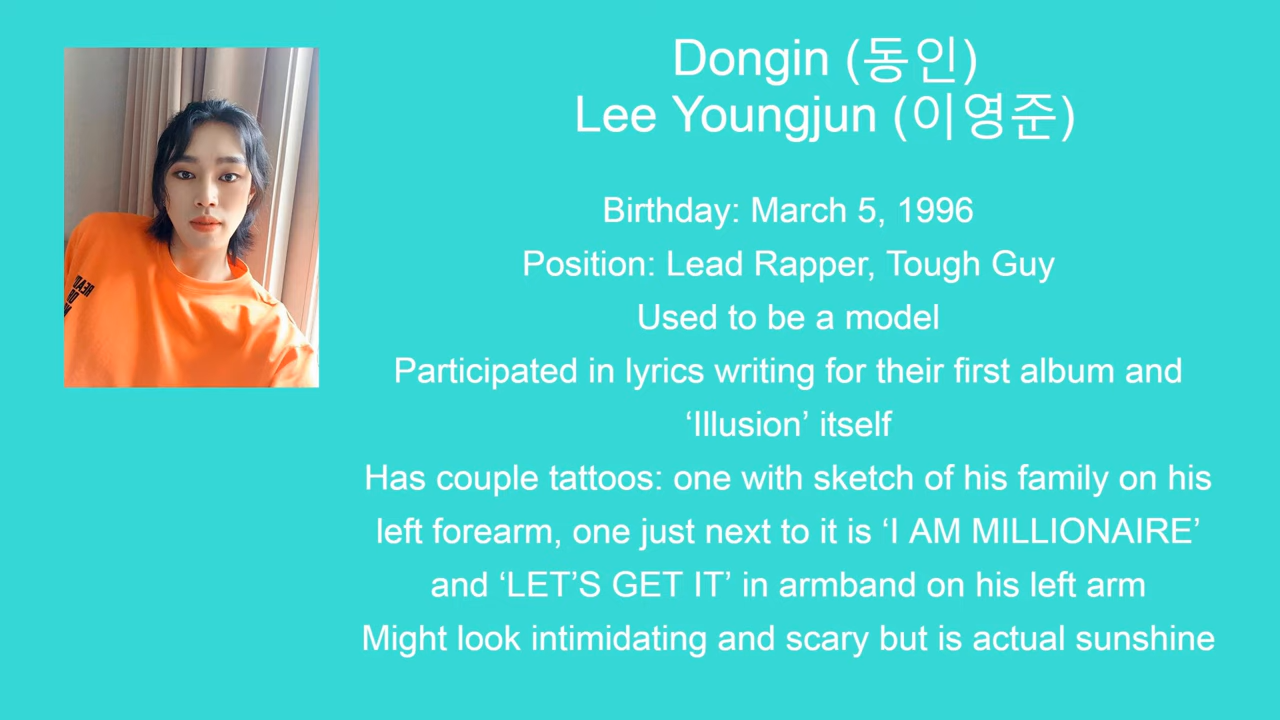 Dongin (동인)
Lee Youngjun (이영준)
Birthday: March 5, 1996
Position: Lead Rapper, Tough Guy
Used to be a model
Participated in lyrics writing for their first album and
‘Illusion’ itself
Has couple tattoos: one with sketch of his family on his
left forearm, one just next to it is ‘I AM MILLIONAIRE’
and ‘LET’S GET IT’ in armband on his left arm
Might look intimidating and scary but is actual sunshine